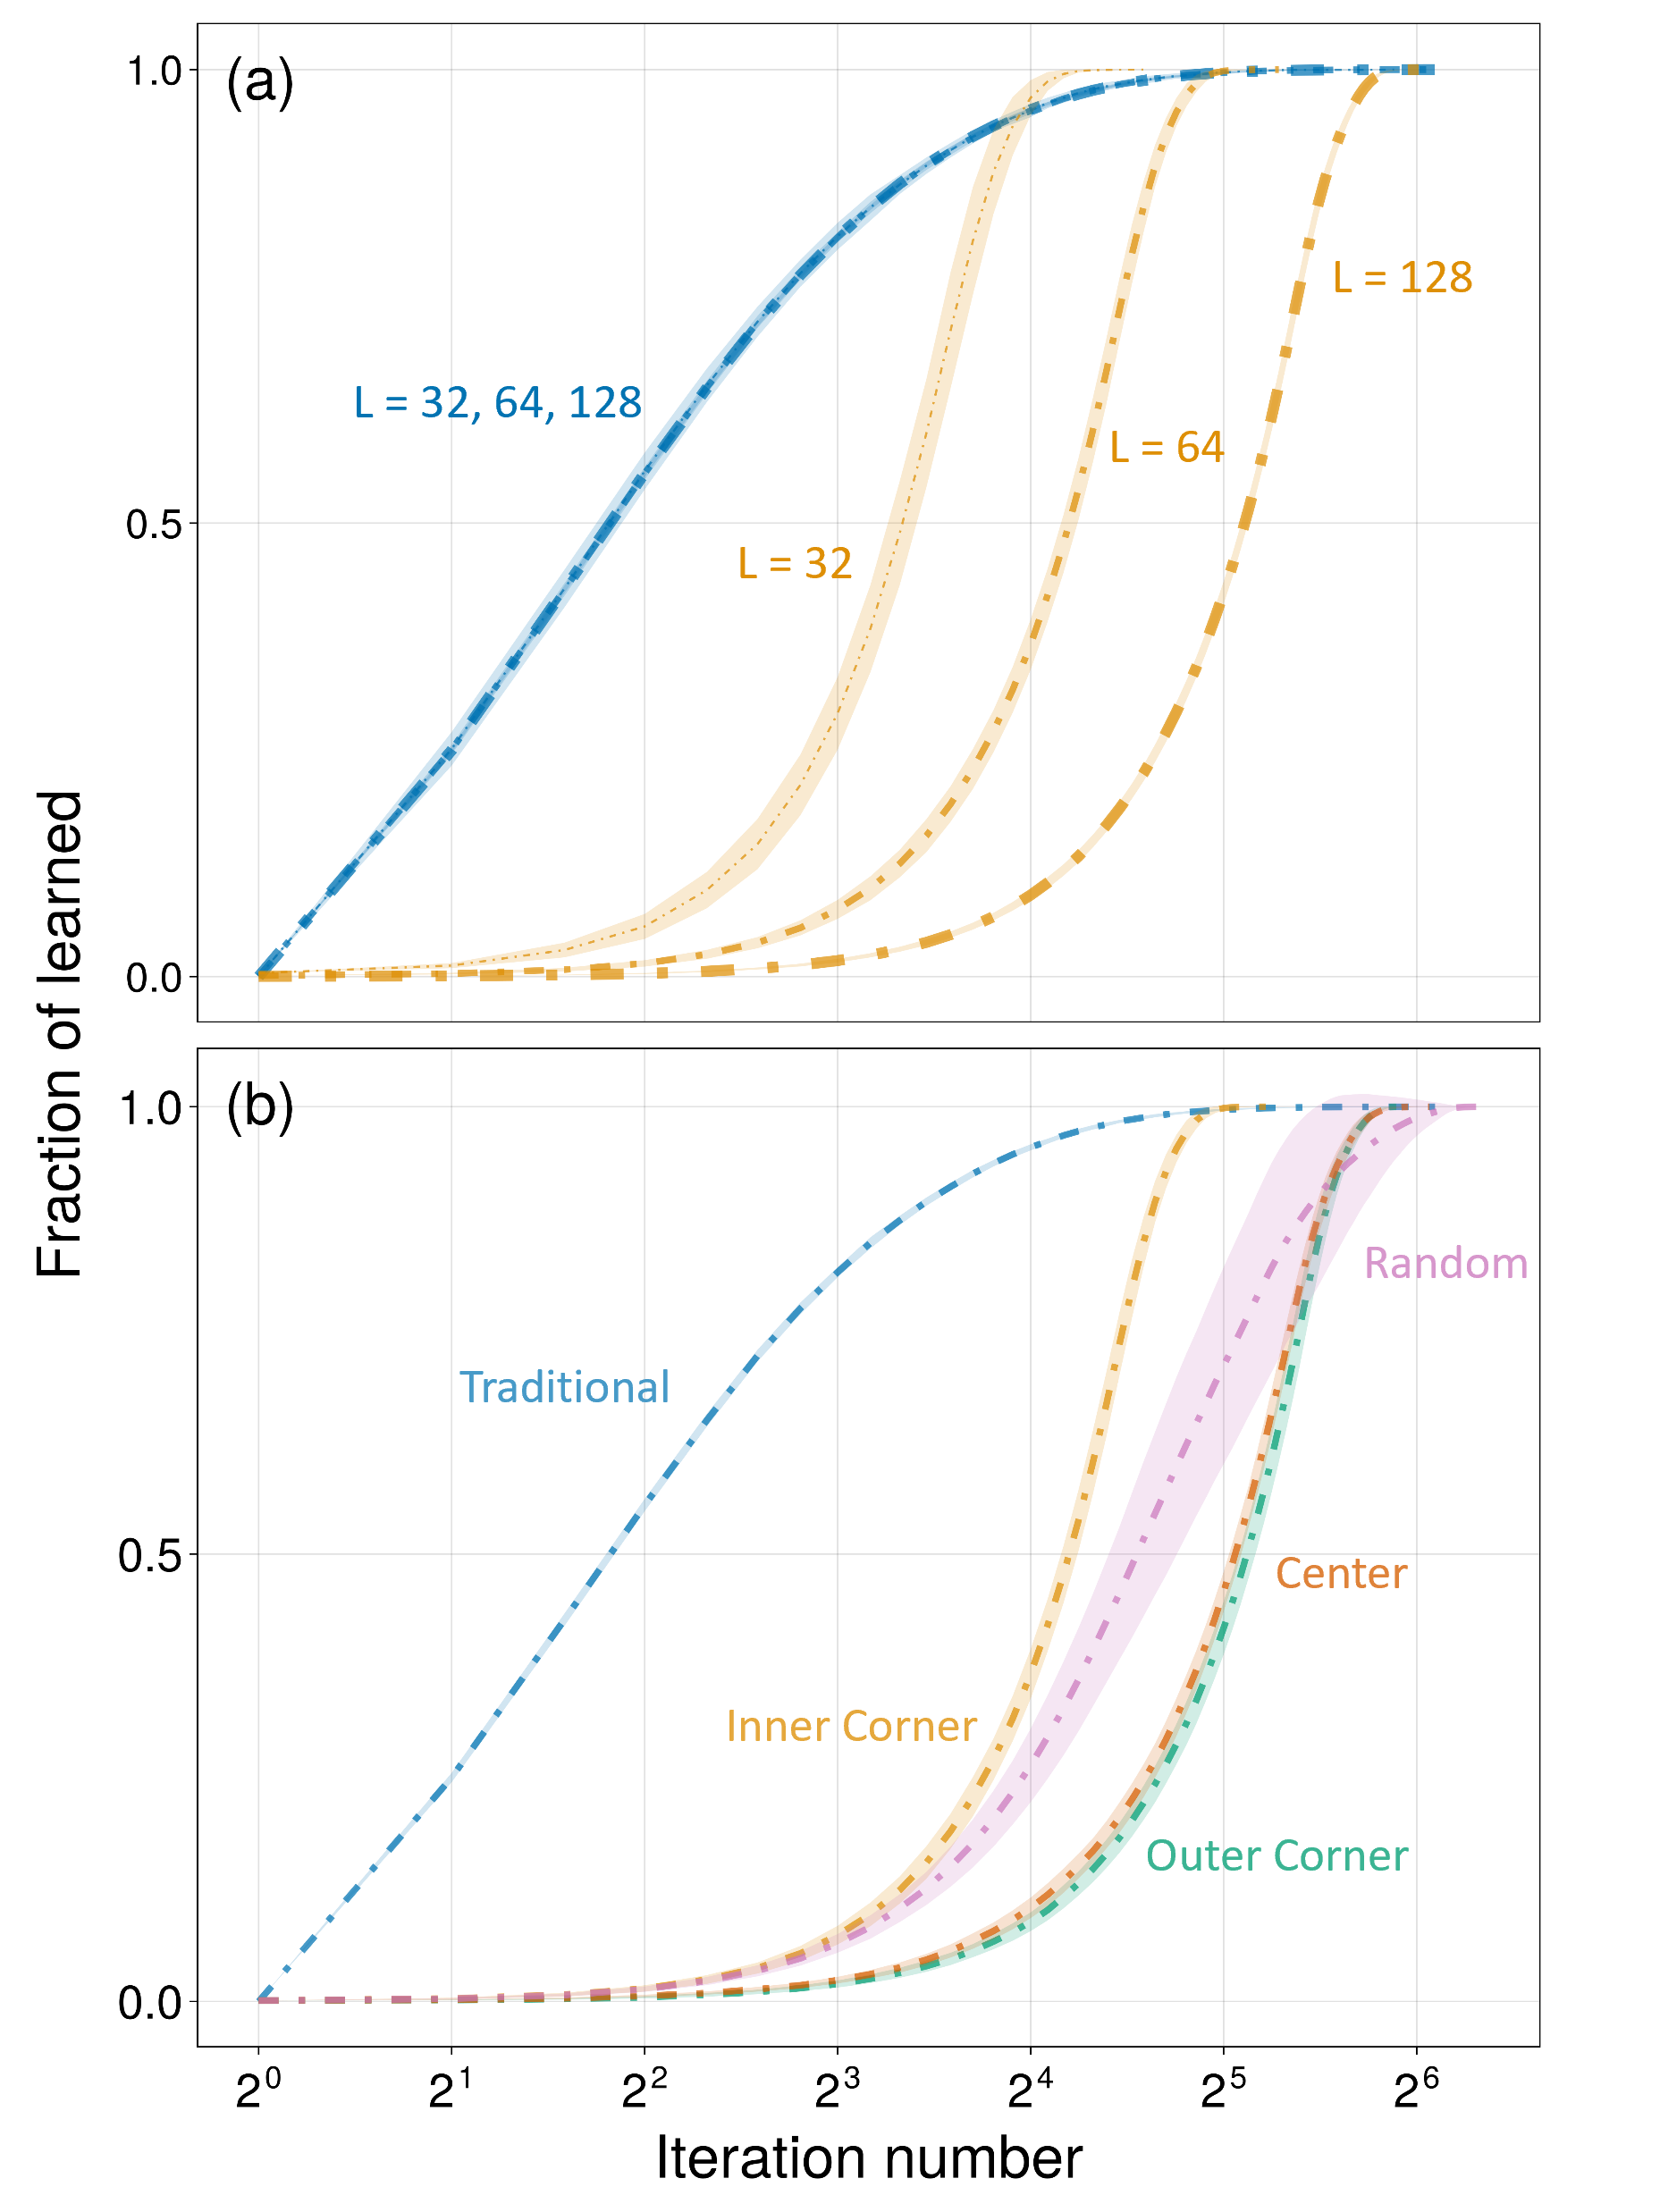 (a)
1.0
L = 128
L = 32, 64, 128
L = 64
0.5
L = 32
0.0
Fraction of learned
(b)
1.0
Random
Traditional
0.5
Center
Inner Corner
Outer Corner
0.0
2⁰ 2¹ 2² 2³ 2⁴ 2⁵ 2⁶
Iteration number